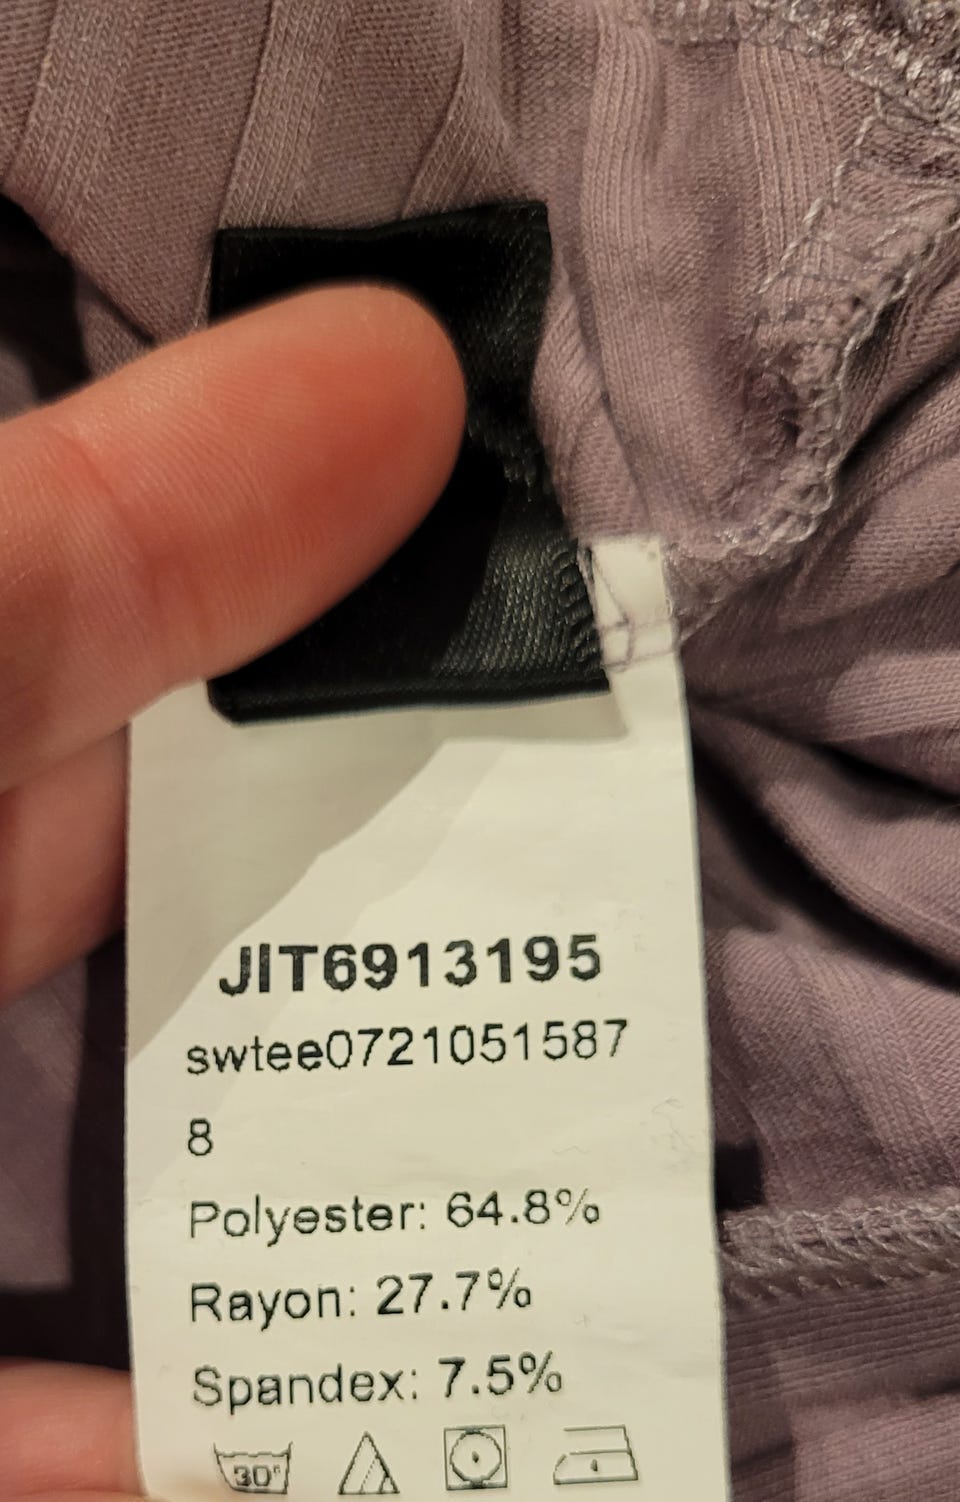 JIT6913195
swtee0721051587
8
Polyester: 64.8%
Rayon: 27.7%
Spandex: 7.5%
30°